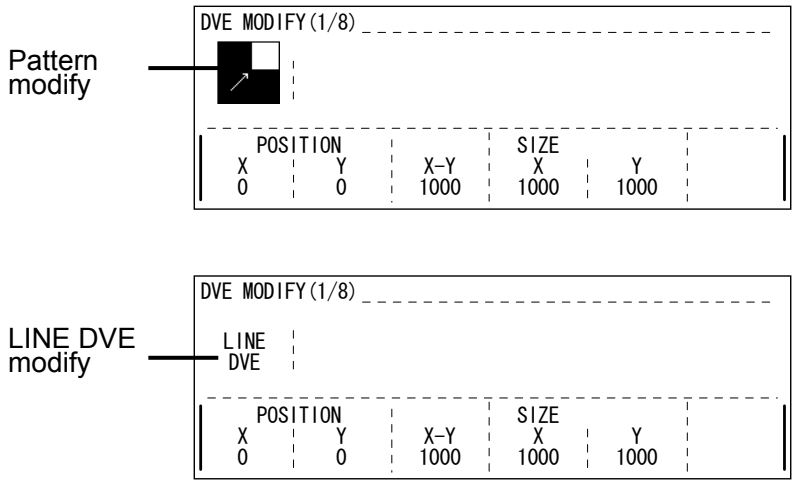 DVE MODIFY(1/8)
Pattern
modify
POSITION SIZE
X Y X-Y X Y
0 0 1000 1000 1000
DVE MODIFY(1/8)
LINE DVE
modify
LINE
DVE
POSITION SIZE
X Y X-Y X Y
0 0 1000 1000 1000